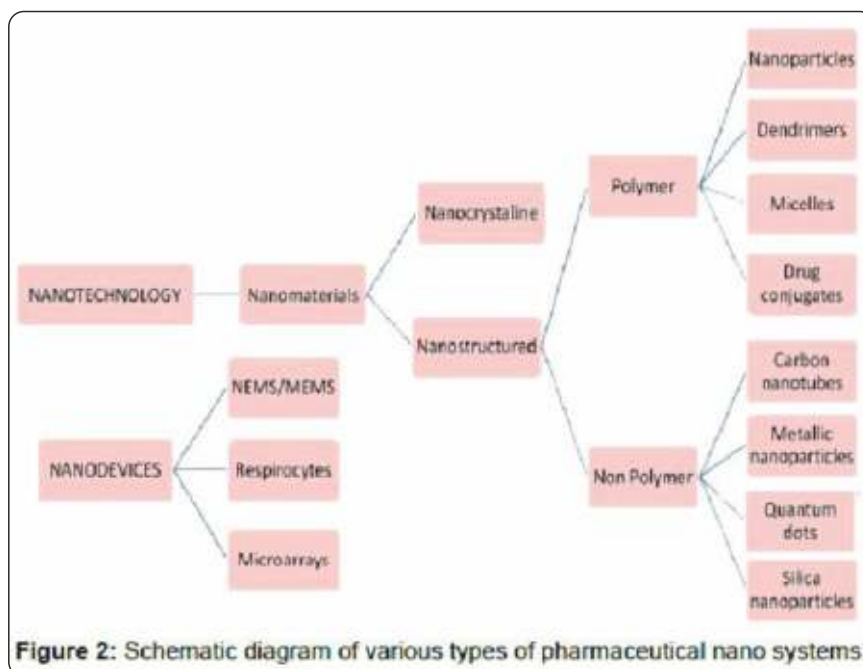 NANOTECHNOLOGY
Nanomaterials
Nanocrystaline
Nanostructured
Polymer
Nanoparticles
Dendrimers
Micelles
Drug
conjugates
Non Polymer
Carbon
nanotubes
Metallic
nanoparticles
Quantum
dots
Silica
nanoparticles
NANODEVICES
NEMS/MEMS
Respirocytes
Microarrays
Figure 2: Schematic diagram of various types of pharmaceutical nano systems